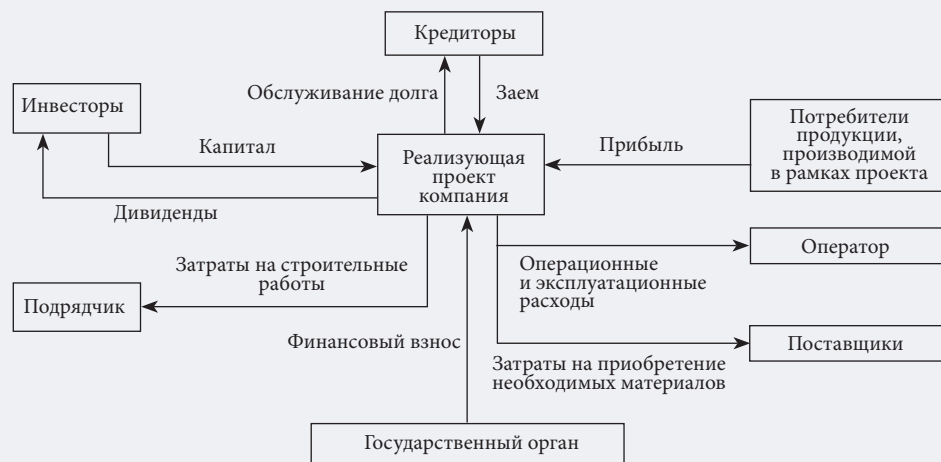 Кредиторы
Обслуживание долга
Заем
Инвесторы
Капитал
Дивиденды
Реализующая
проект
компания
Прибыль
Потребители
продукции,
производимой
в рамках проекта
Затраты на строительные
работы
Подрядчик
Операционные
и эксплуатационные
расходы
Оператор
Финансовый взнос
Затраты на приобретение
необходимых материалов
Поставщики
Государственный орган